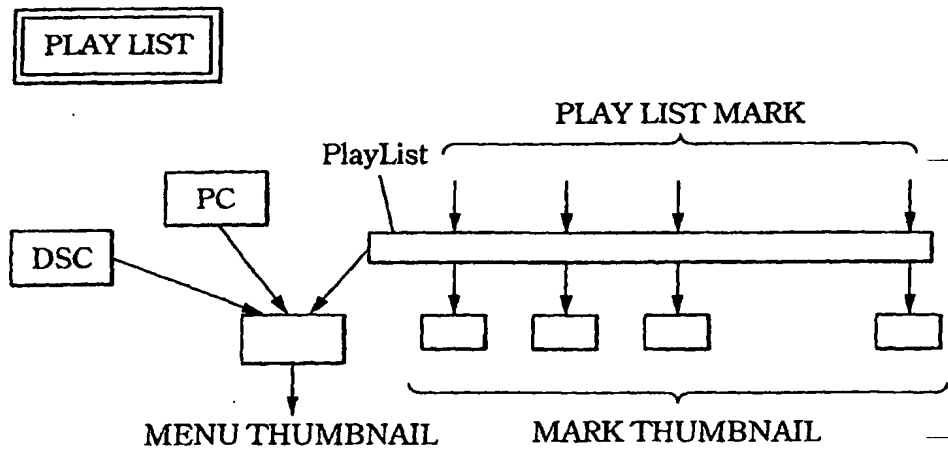 PLAY LIST
PLAY LIST MARK
PlayList
PC
DSC
MENU THUMBNAIL
MARK THUMBNAIL